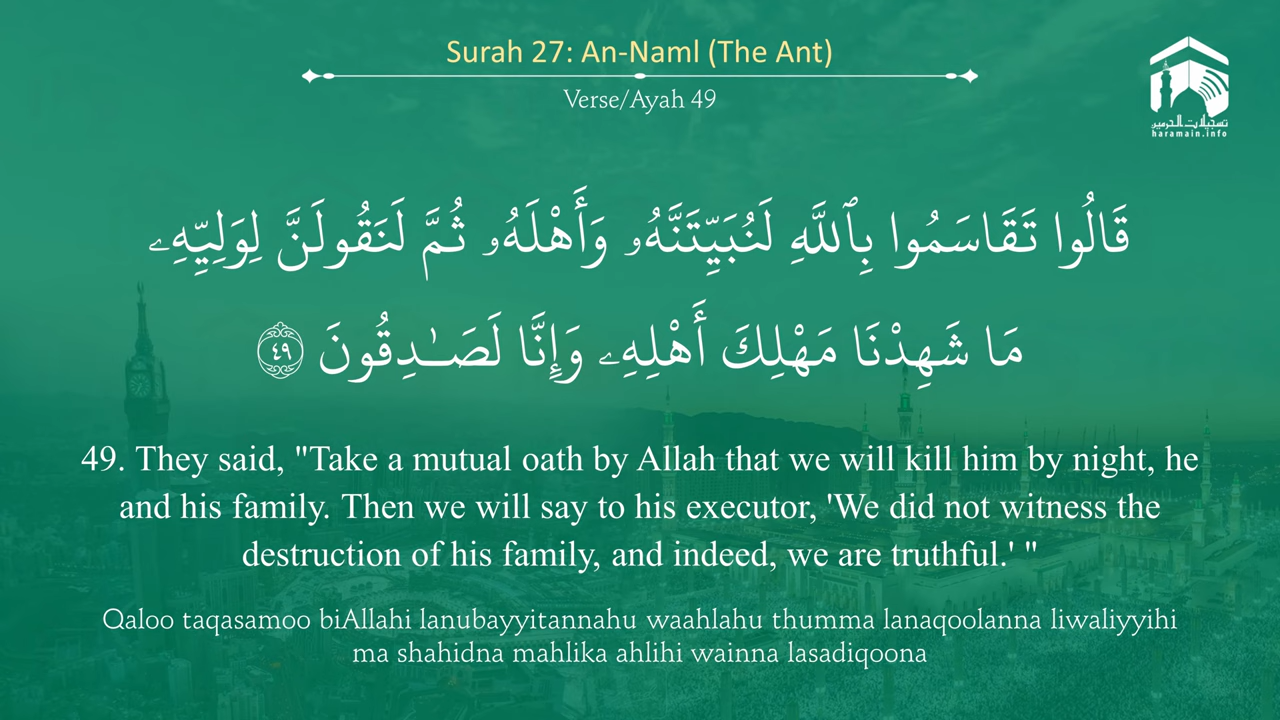 Surah 27: An-Naml (The Ant)
Verse/Ayah 49
تسجيلات الحرمين
haramain.info
قَالُوا تَقَاسَمُوا بِٱللَّهِ لَنُبَيِّتَنَّهُۥ وَأَهْلَهُۥ ثُمَّ لَنَقُولَنَّ لِوَلِيِّهِۦ
مَا شَهِدْنَا مَهْلِكَ أَهْلِهِۦ وَإِنَّا لَصَـٰدِقُونَ ٤٩
49. They said, "Take a mutual oath by Allah that we will kill him by night, he
and his family. Then we will say to his executor, 'We did not witness the
destruction of his family, and indeed, we are truthful.' "
Qaloo taqasamoo biAllahi lanubayyitannahu waahlahu thumma lanaqoolanna liwaliyyihi
ma shahidna mahlika ahlihi wainna lasadiqoona